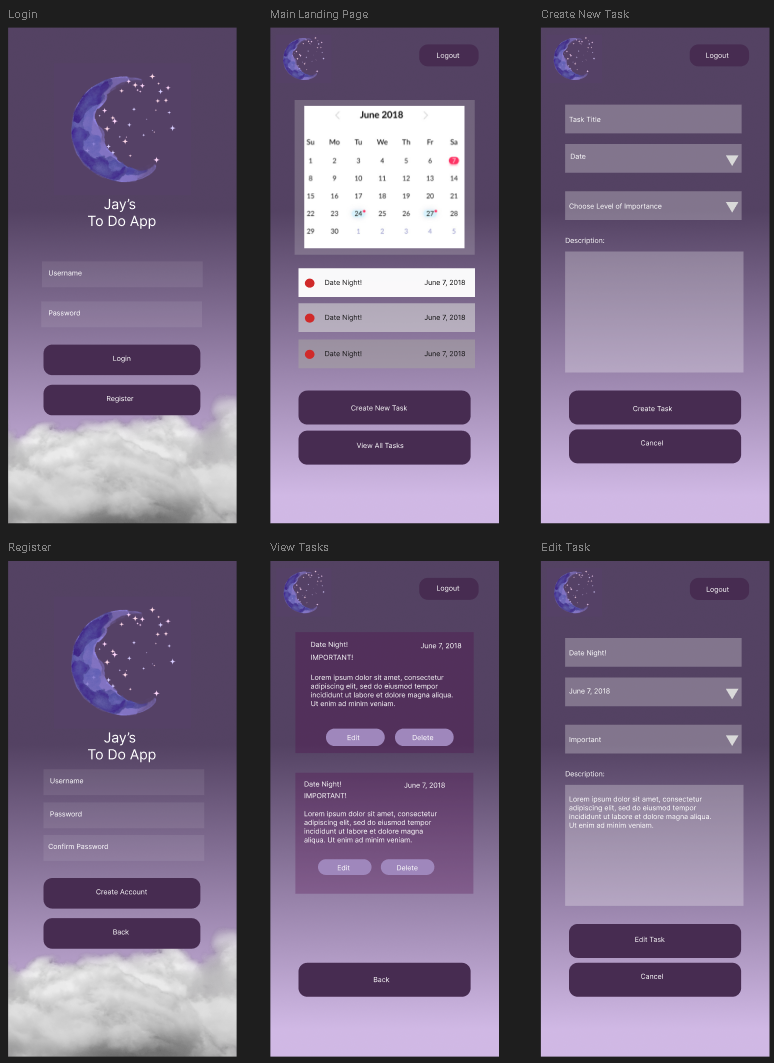 Login
Jay's
To Do App
Username
Password
Login
Register
Main Landing Page
Logout
June 2018
Su Mo Tu We Th Fr Sa
1 2 3 4 5 6 7
8 9 10 11 12 13 14
15 16 17 18 19 20 21
22 23 24 25 26 27 28
29 30 1 2 3 4 5
Date Night! June 7, 2018
Date Night! June 7, 2018
Date Night! June 7, 2018
Create New Task
View All Tasks
Create New Task
Logout
Task Title
Date
Choose Level of Importance
Description:
Create Task
Cancel
Register
Jay's
To Do App
Username
Password
Confirm Password
Create Account
Back
View Tasks
Logout
Date Night! June 7, 2018
IMPORTANT!
Lorem ipsum dolor sit amet, consectetur
adipiscing elit, sed do eiusmod tempor
incididunt ut labore et dolore magna aliqua.
Ut enim ad minim veniam.
Edit Delete
Date Night! June 7, 2018
IMPORTANT!
Lorem ipsum dolor sit amet, consectetur
adipiscing elit, sed do eiusmod tempor
incididunt ut labore et dolore magna
aliqua. Ut enim ad minim veniam.
Edit Delete
Back
Edit Task
Logout
Date Night!
June 7, 2018
Important
Description:
Lorem ipsum dolor sit amet, consectetur
adipiscing elit, sed do eiusmod tempor
incididunt ut labore et dolore magna aliqua.
Ut enim ad minim veniam.
Edit Task
Cancel